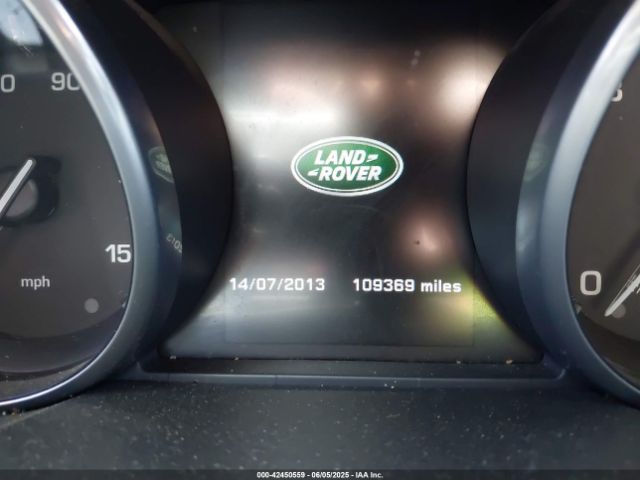 90
LAND
ROVER
15
mph
14/07/2013 109369 miles
0
000-42450559 | 06/05/2025 | IAA Inc.